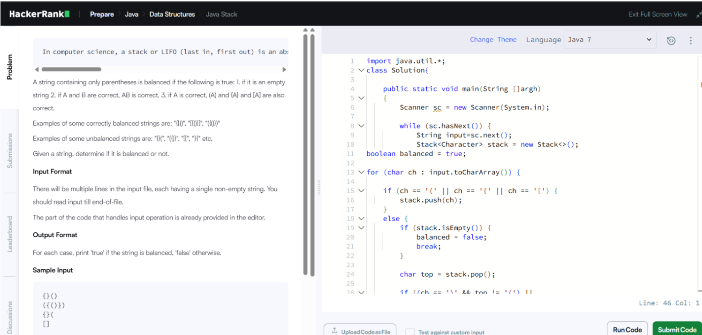 HackerRank
Prepare Java Data Structures Java Stack
Exit Full Screen View
Problem
Submissions
Leaderboard
Discussions
In computer science, a stack or LIFO (last in, first out) is an abs
A string containing only parentheses is balanced if the following is true: 1. if it is an empty
string 2. if A and B are correct, AB is correct, 3. if A is correct, (A) and {A} and [A] are also
correct.
Examples of some correctly balanced strings are: "{}()", "[{()}]", "({()})"
Examples of some unbalanced strings are: "{}(", "({)}", "[[", "}{" etc.
Given a string, determine if it is balanced or not.
Input Format
There will be multiple lines in the input file, each having a single non-empty string. You
should read input till end-of-file.
The part of the code that handles input operation is already provided in the editor.
Output Format
For each case, print 'true' if the string is balanced, 'false' otherwise.
Sample Input
{}()
({()})
{}(
[]
Change Theme Language Java 7
1 import java.util.*;
2 class Solution{
3
4 public static void main(String []argh)
5 {
6 Scanner sc = new Scanner(System.in);
7
8 while (sc.hasNext()) {
9 String input=sc.next();
10 Stack<Character> stack = new Stack<>();
11 boolean balanced = true;
12
13 for (char ch : input.toCharArray()) {
14
15 if (ch == '(' || ch == '{' || ch == '[') {
16 stack.push(ch);
17 }
18 else {
19 if (stack.isEmpty()) {
20 balanced = false;
21 break;
22 }
23
24 char top = stack.pop();
25
26 if ((ch == ')' && top != '(') ||
Line: 46 Col: 1
Upload Code as File
Test against custom input
Run Code
Submit Code